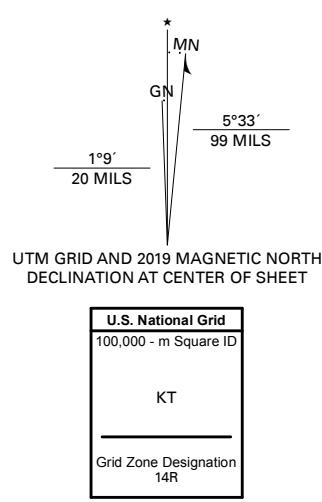 ★
MN
GN
5°33´
99 MILS
1°9´
20 MILS
UTM GRID AND 2019 MAGNETIC NORTH
DECLINATION AT CENTER OF SHEET
U.S. National Grid
100,000 - m Square ID
KT
Grid Zone Designation
14R